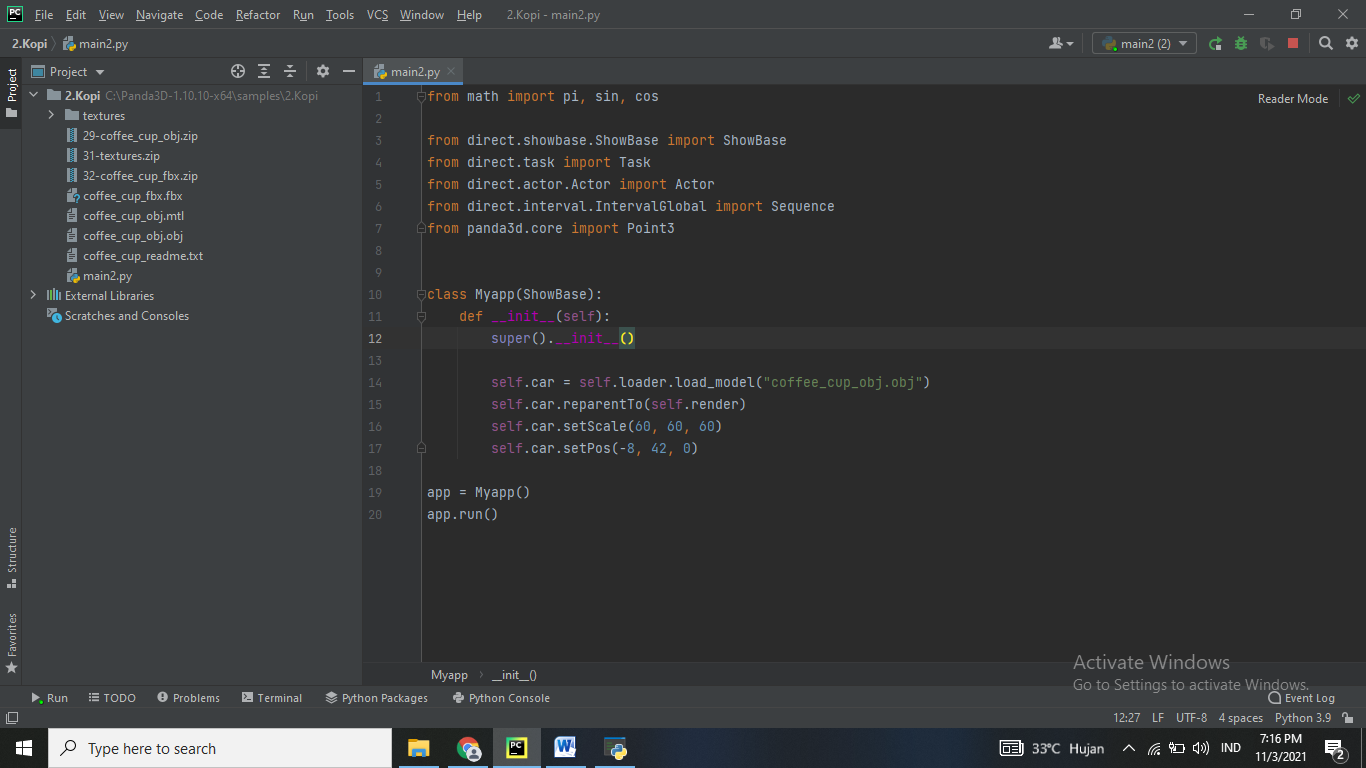 PC File Edit View Navigate Code Refactor Run Tools VCS Window Help 2.Kopi - main2.py
2.Kopi main2.py main2 (2)
Project
Project main2.py
2.Kopi C:\Panda3D-1.10.10-x64\samples\2.Kopi
textures
29-coffee_cup_obj.zip
31-textures.zip
32-coffee_cup_fbx.zip
coffee_cup_fbx.fbx
coffee_cup_obj.mtl
coffee_cup_obj.obj
coffee_cup_readme.txt
main2.py
External Libraries
Scratches and Consoles
Reader Mode
1 from math import pi, sin, cos
2
3 from direct.showbase.ShowBase import ShowBase
4 from direct.task import Task
5 from direct.actor.Actor import Actor
6 from direct.interval.IntervalGlobal import Sequence
7 from panda3d.core import Point3
8
9
10 class Myapp(ShowBase):
11 def __init__(self):
12 super().__init__()
13
14 self.car = self.loader.load_model("coffee_cup_obj.obj")
15 self.car.reparentTo(self.render)
16 self.car.setScale(60, 60, 60)
17 self.car.setPos(-8, 42, 0)
18
19 app = Myapp()
20 app.run()
Structure
Favorites
Activate Windows
Go to Settings to activate Windows.
Myapp __init__()
Run TODO Problems Terminal Python Packages Python Console Event Log
12:27 LF UTF-8 4 spaces Python 3.9
Type here to search
PC
W
33°C Hujan
IND
7:16 PM
11/3/2021
2